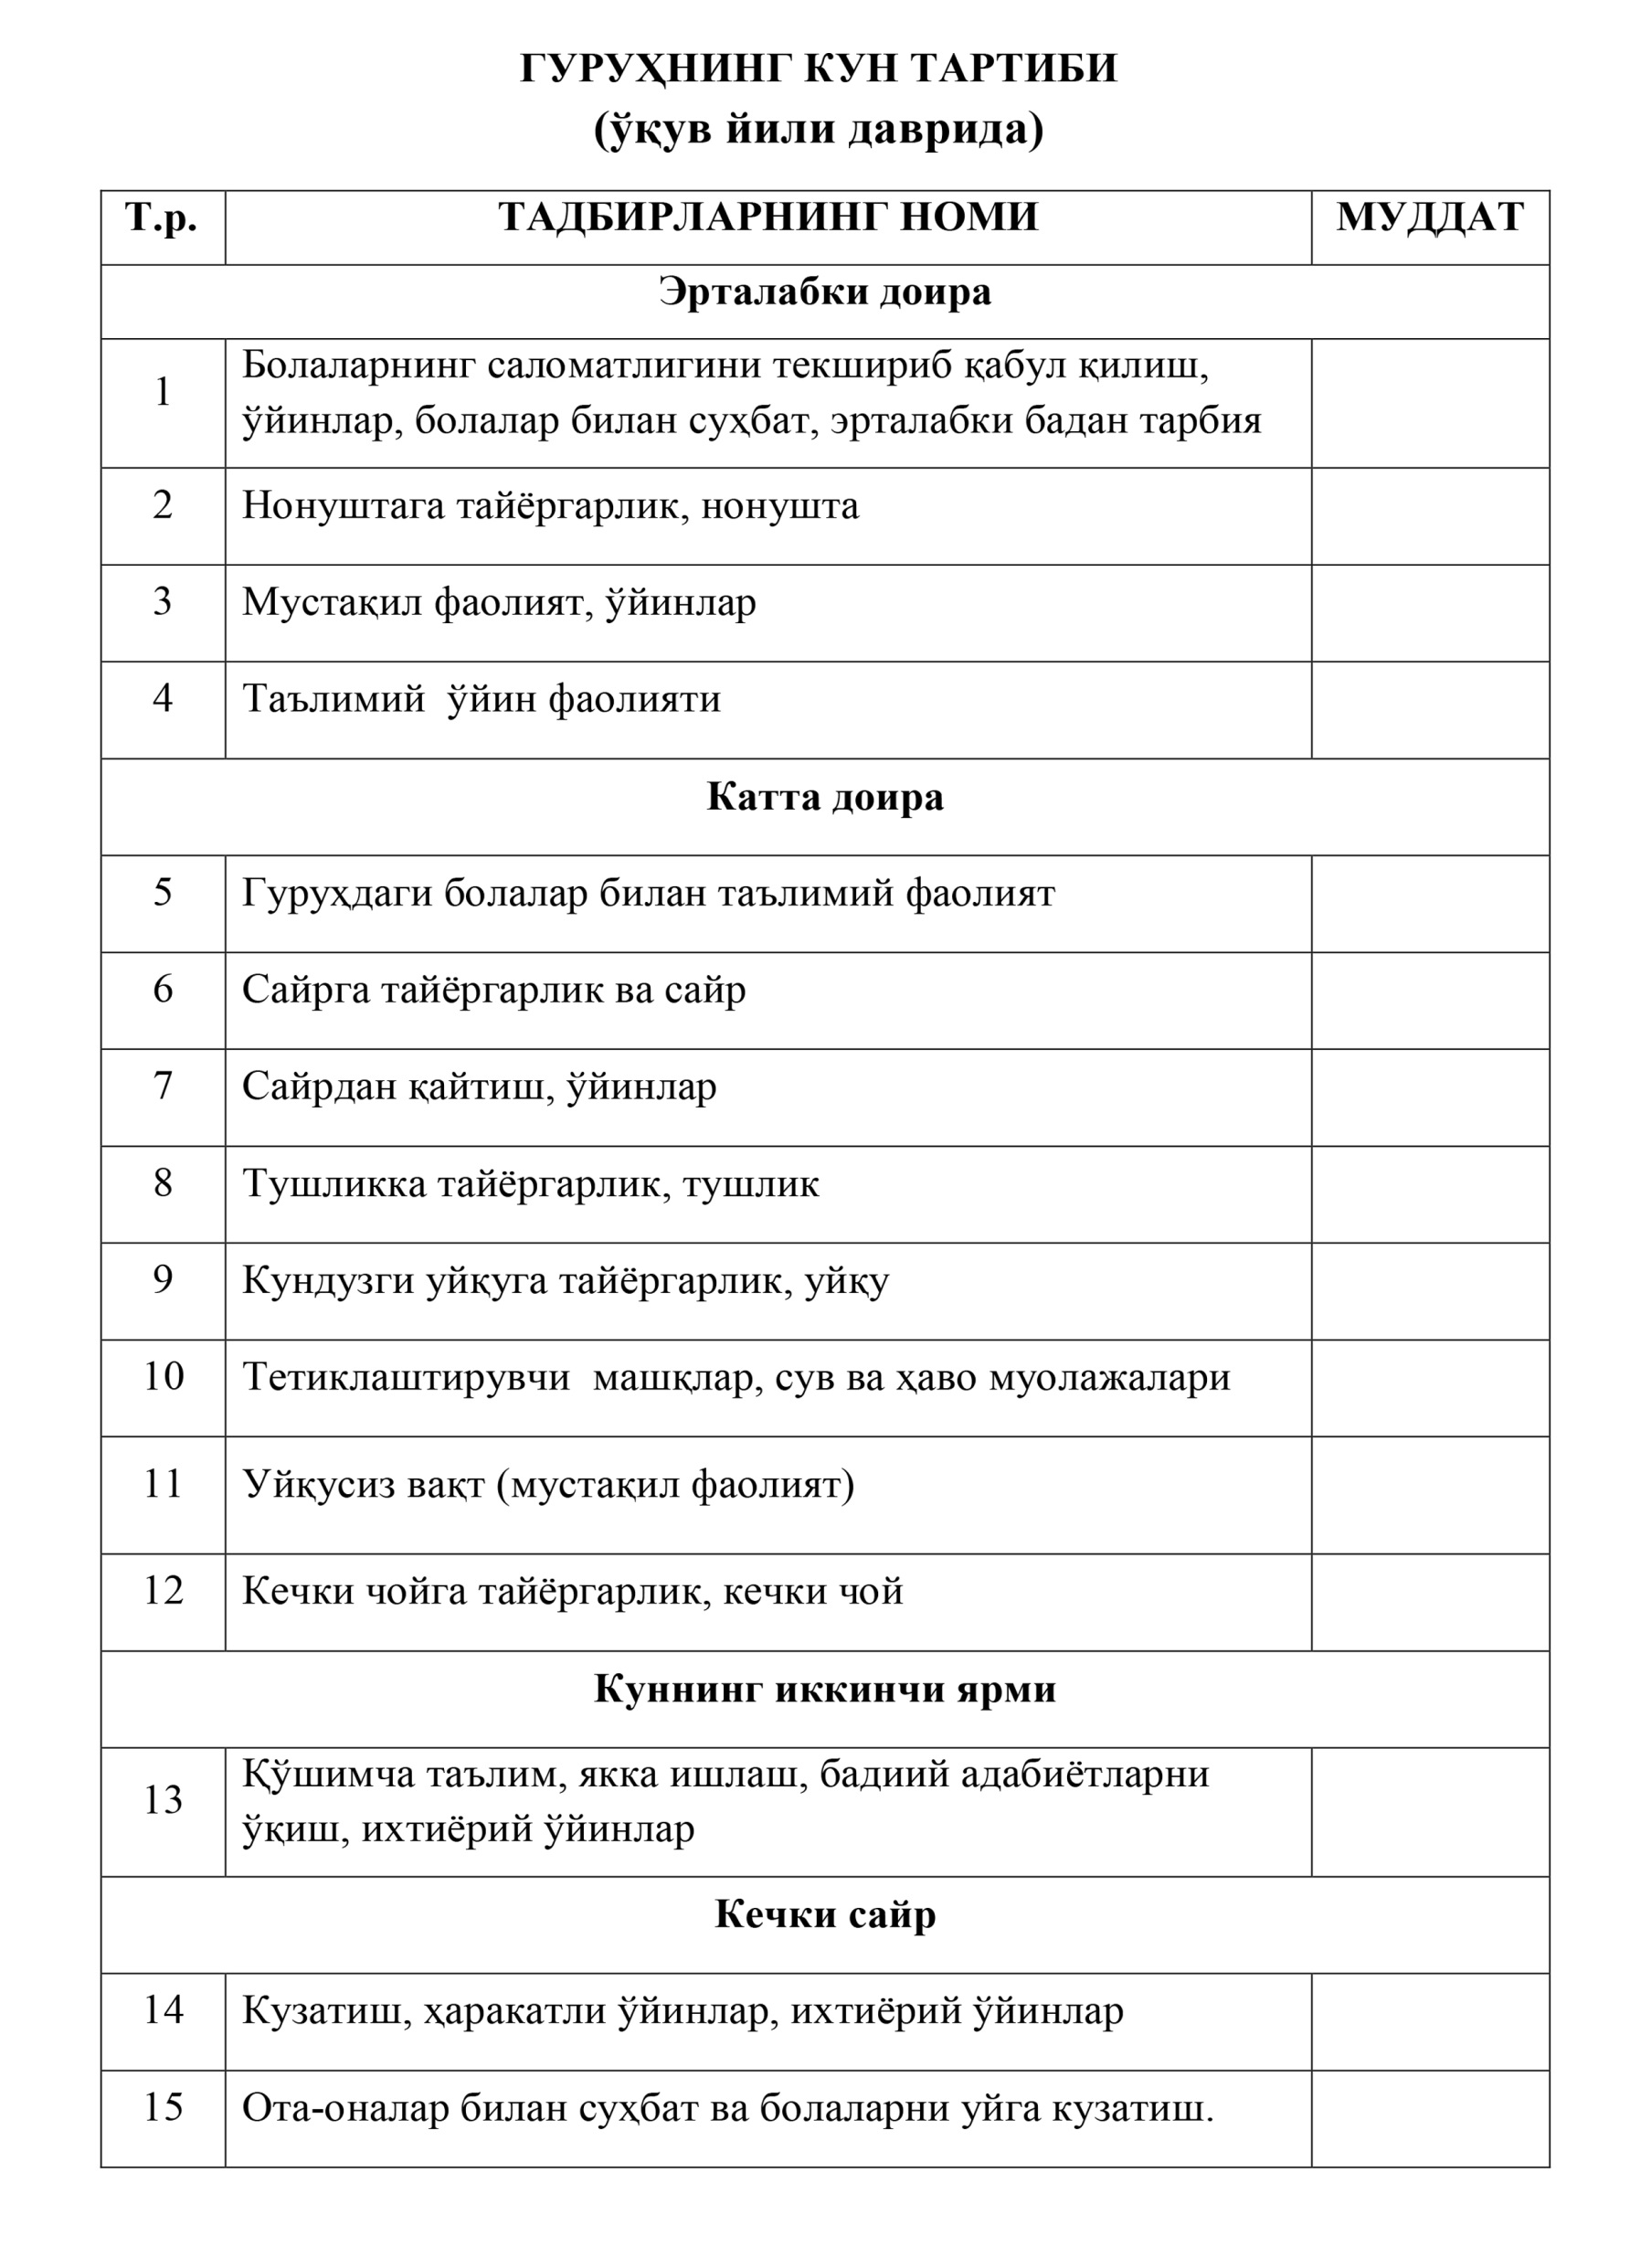 ГУРУҲНИНГ КУН ТАРТИБИ
(ўқув йили даврида)
Т.р. ТАДБИРЛАРНИНГ НОМИ МУДДАТ
Эрталабки доира
1 Болаларнинг саломатлигини текшириб қабул қилиш,
ўйинлар, болалар билан суҳбат, эрталабки бадан тарбия
2 Нонуштага тайёргарлик, нонушта
3 Мустақил фаолият, ўйинлар
4 Таълимий ўйин фаолияти
Катта доира
5 Гуруҳдаги болалар билан таълимий фаолият
6 Сайрга тайёргарлик ва сайр
7 Сайрдан қайтиш, ўйинлар
8 Тушликка тайёргарлик, тушлик
9 Кундузги уйқуга тайёргарлик, уйқу
10 Тетиклаштирувчи машқлар, сув ва ҳаво муолажалари
11 Уйқусиз вақт (мустақил фаолият)
12 Кечки чойга тайёргарлик, кечки чой
Куннинг иккинчи ярми
13 Қўшимча таълим, якка ишлаш, бадиий адабиётларни
ўқиш, ихтиёрий ўйинлар
Кечки сайр
14 Кузатиш, ҳаракатли ўйинлар, ихтиёрий ўйинлар
15 Ота-оналар билан суҳбат ва болаларни уйга кузатиш.